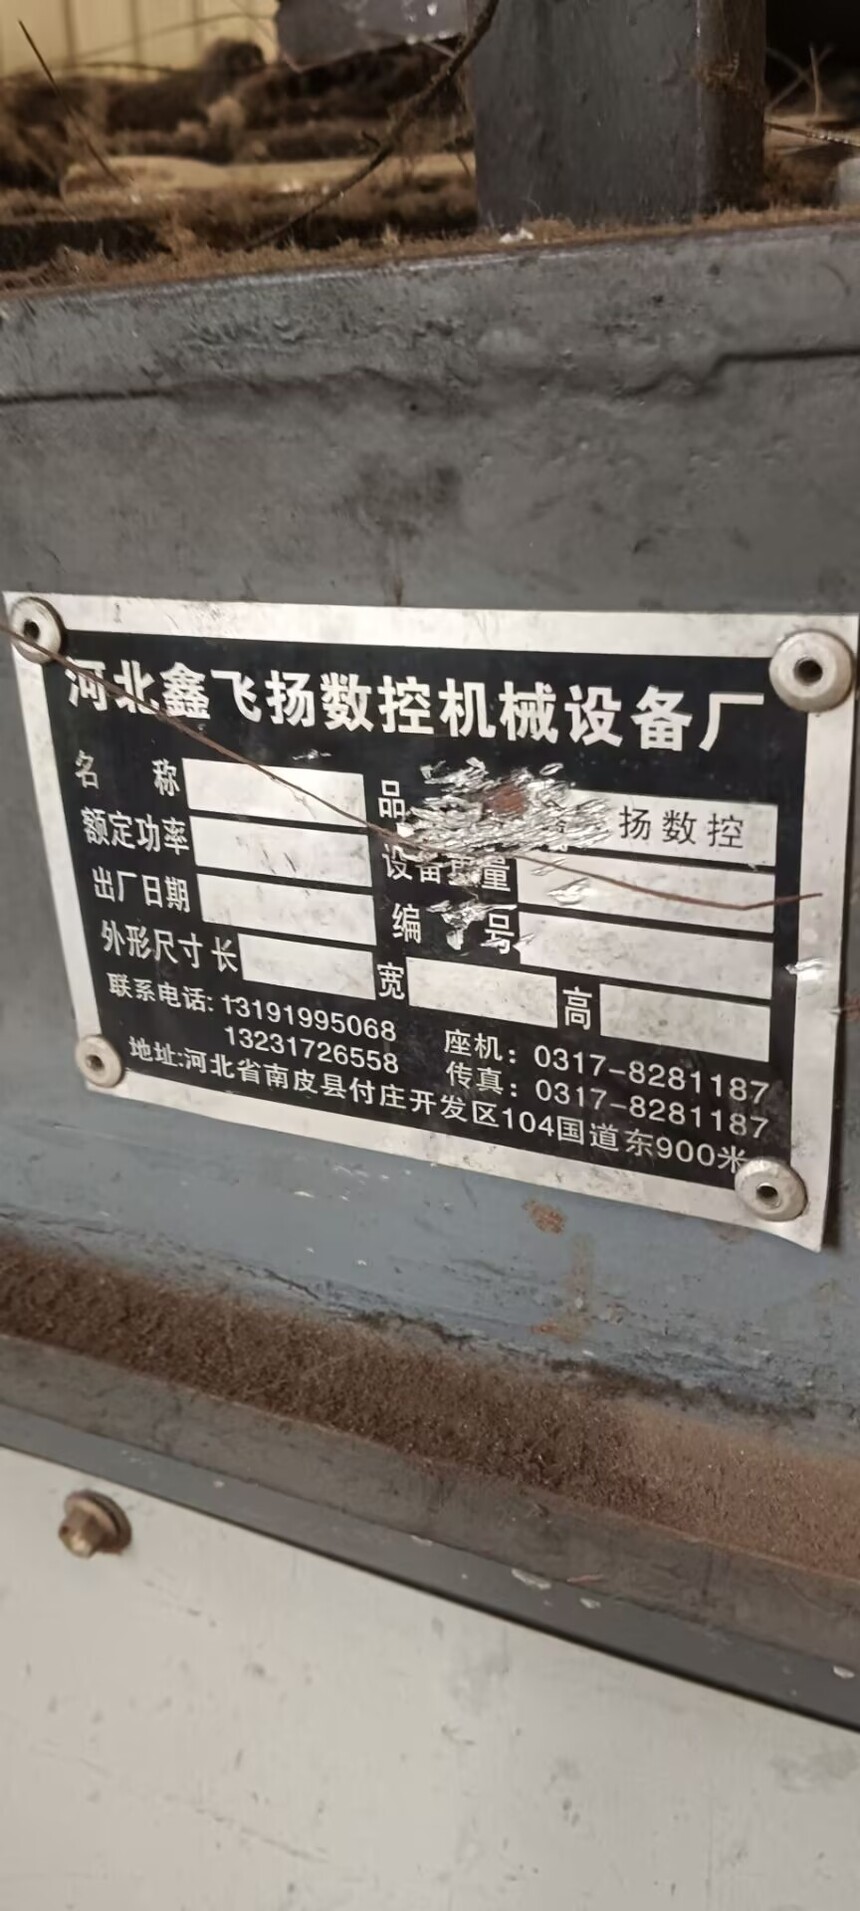 河北鑫飞扬数控机械设备厂
名称 品 扬数控
额定功率 设备重量
出厂日期 编号
外形尺寸 长 宽 高
联系电话: 13191995068 座机: 0317-8281187
13231726558 传真: 0317-8281187
地址:河北省南皮县付庄开发区104国道东900米